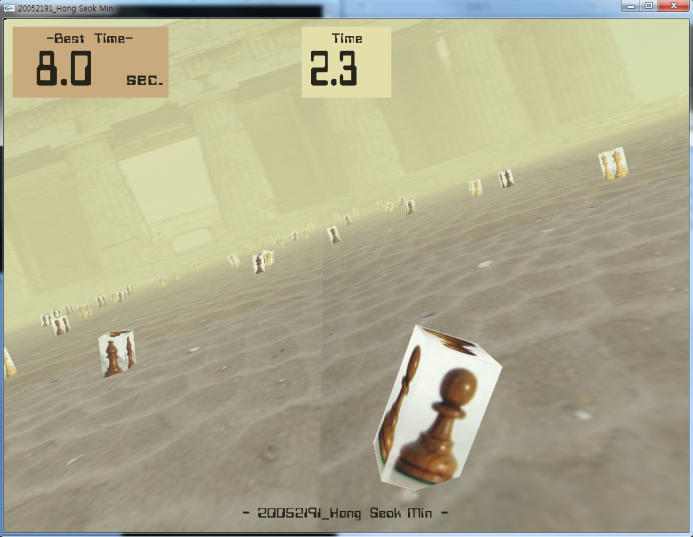 20052191_Hong Seok Min
-Best Time-
8.0 sec.
Time
2.3
- 20052191_Hong Seok Min -